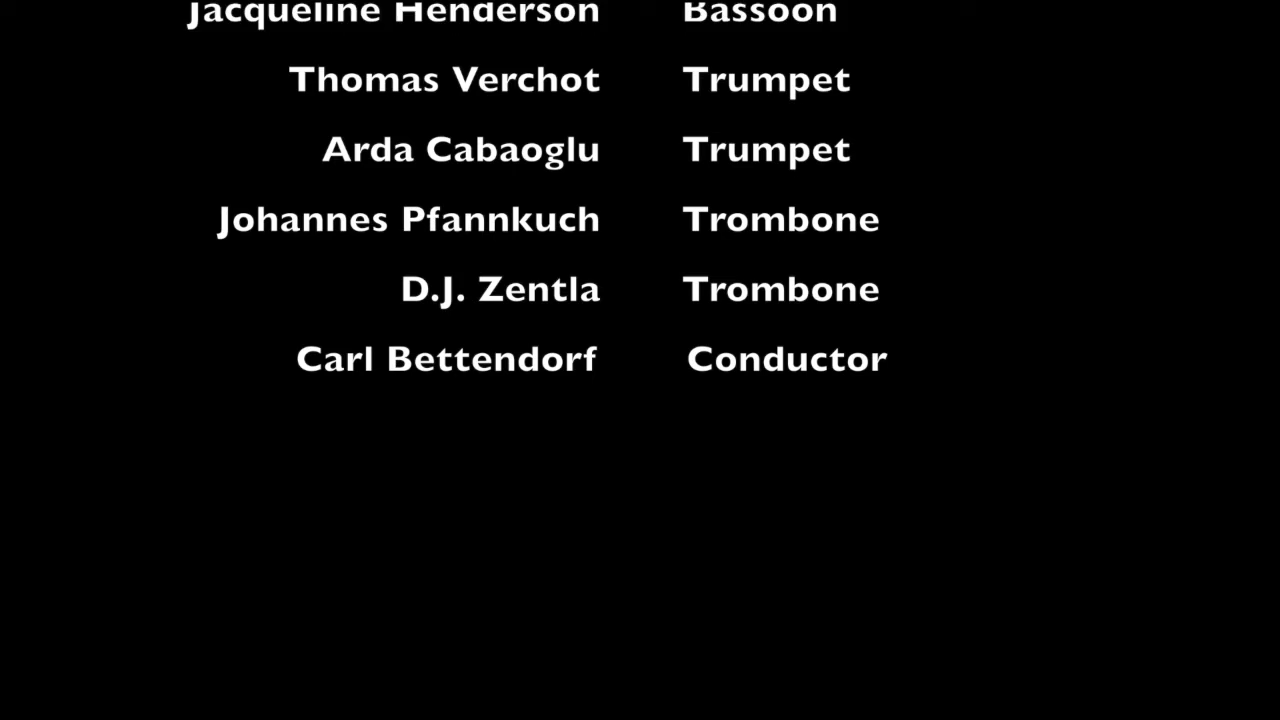 Jacqueline Henderson Bassoon
Thomas Verchot Trumpet
Arda Cabaoglu Trumpet
Johannes Pfannkuch Trombone
D.J. Zentla Trombone
Carl Bettendorf Conductor